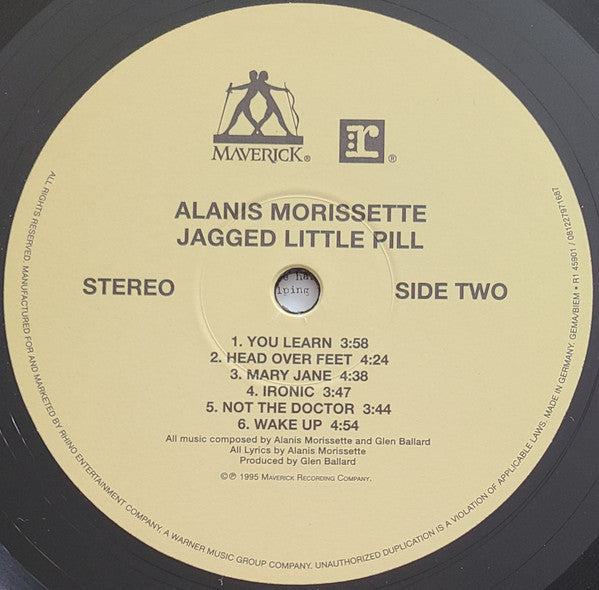 MAVERICK®
r®
ALANIS MORISSETTE
JAGGED LITTLE PILL
STEREO
SIDE TWO
1. YOU LEARN 3:58
2. HEAD OVER FEET 4:24
3. MARY JANE 4:38
4. IRONIC 3:47
5. NOT THE DOCTOR 3:44
6. WAKE UP 4:54
All music composed by Alanis Morissette and Glen Ballard
All Lyrics by Alanis Morissette
Produced by Glen Ballard
©℗ 1995 MAVERICK RECORDING COMPANY.
ALL RIGHTS RESERVED. MANUFACTURED FOR AND MARKETED BY RHINO ENTERTAINMENT COMPANY, A WARNER MUSIC GROUP COMPANY. UNAUTHORIZED DUPLICATION IS A VIOLATION OF APPLICABLE LAWS. MADE IN GERMANY. GEMA/BIEM • R1 45901 / 081227971687